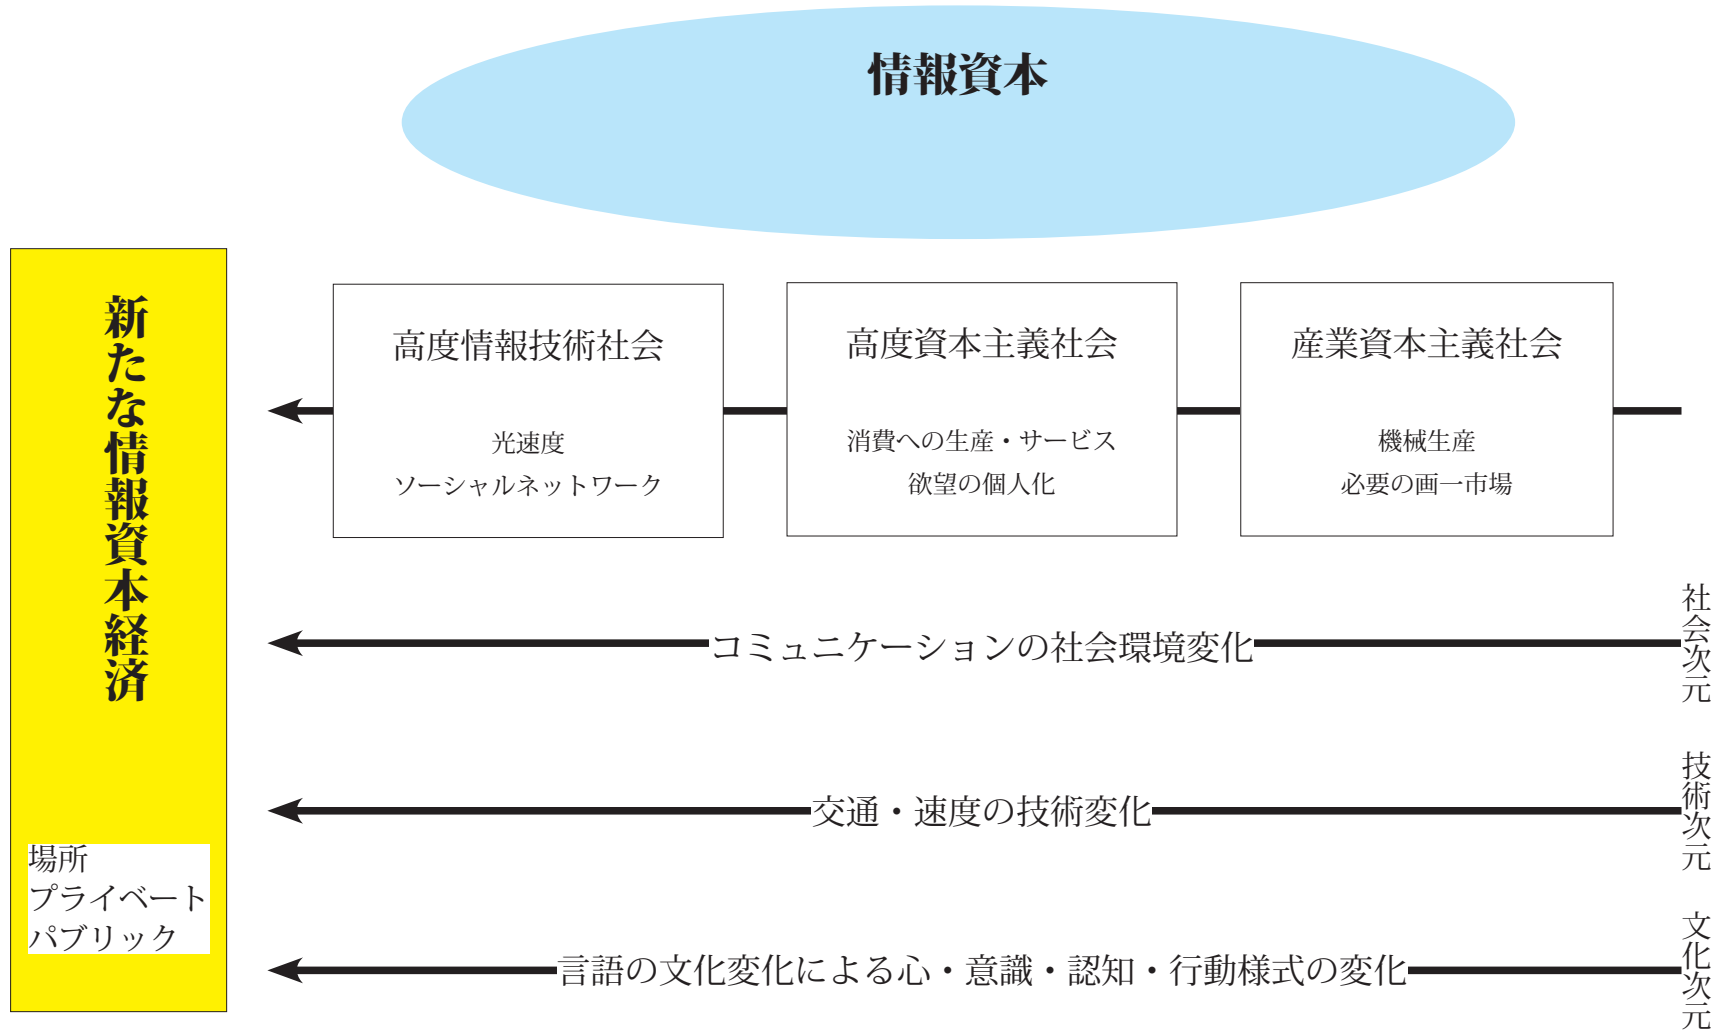 情報資本
新たな情報資本経済
場所
プライベート
パブリック
高度情報技術社会
光速度
ソーシャルネットワーク
高度資本主義社会
消費への生産・サービス
欲望の個人化
産業資本主義社会
機械生産
必要の画一市場
コミュニケーションの社会環境変化
社会次元
交通・速度の技術変化
技術次元
言語の文化変化による心・意識・認知・行動様式の変化
文化次元